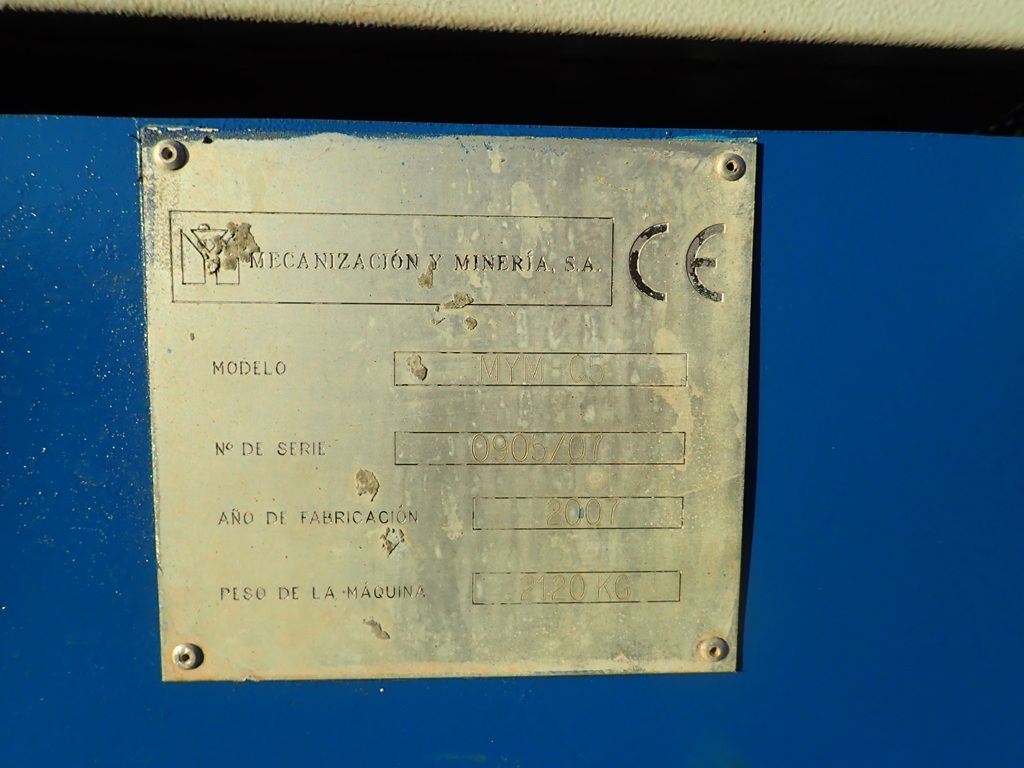 MECANIZACIÓN Y MINERÍA, S.A. CE
MODELO MYM-C5
Nº DE SERIE 0905/07
AÑO DE FABRICACIÓN 2007
PESO DE LA MÁQUINA 2120 KG